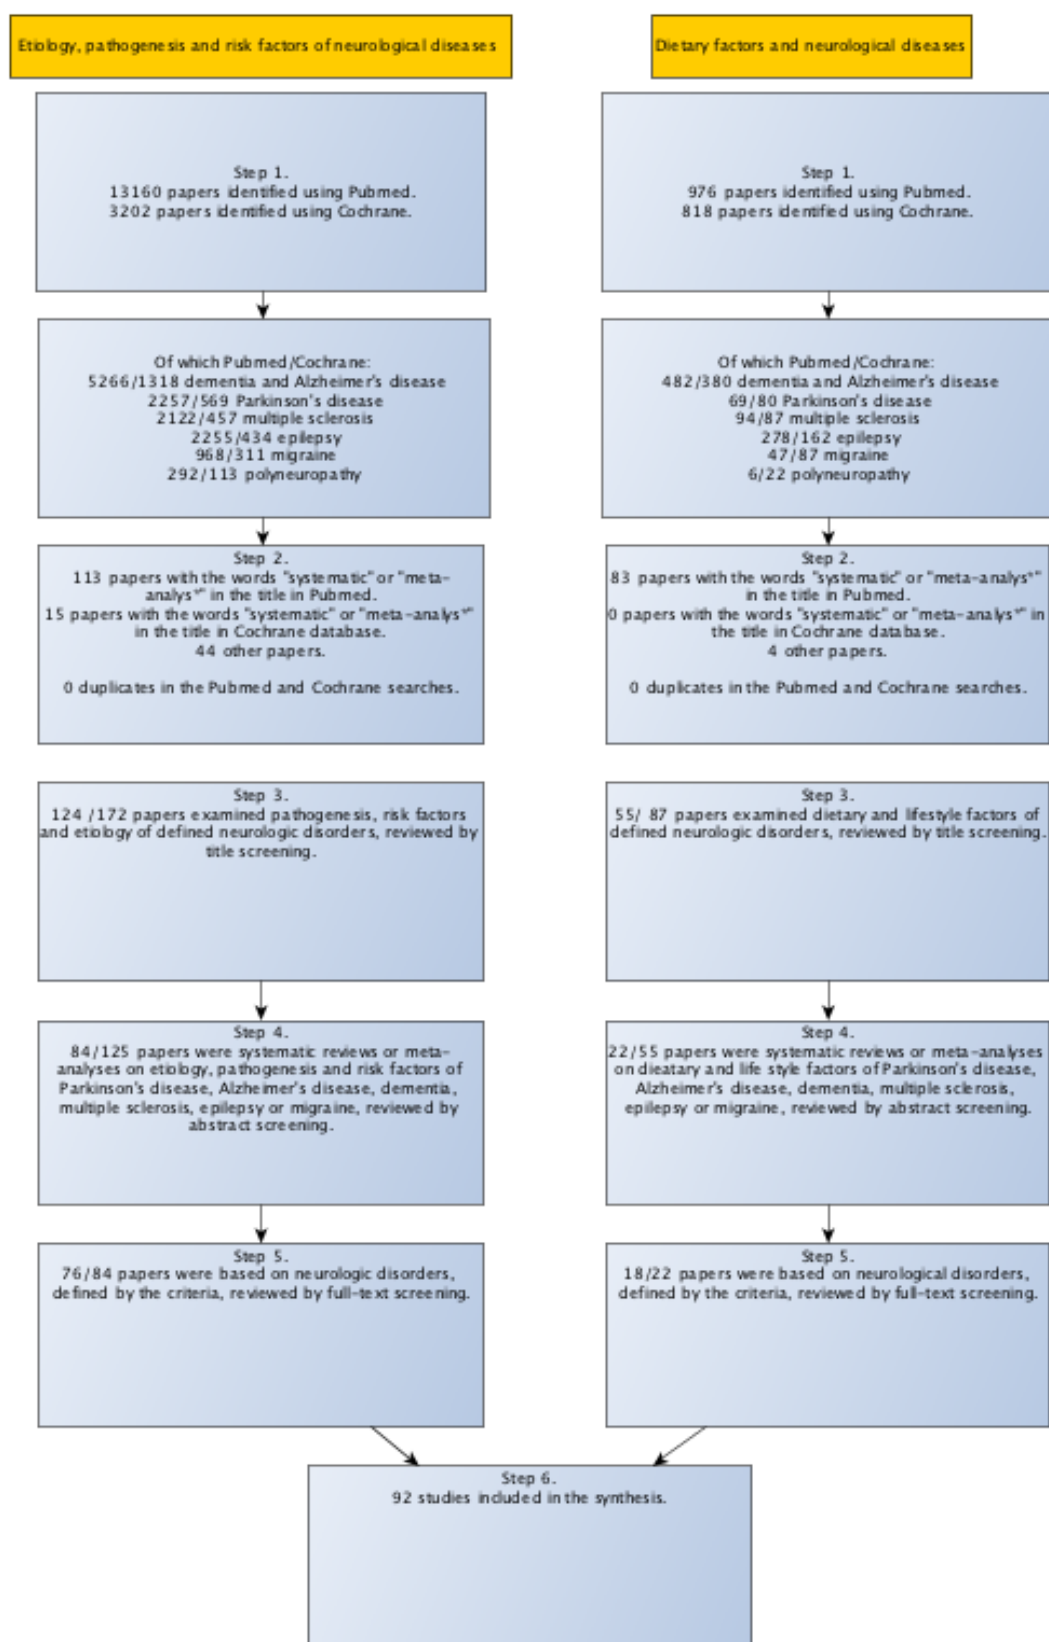 Etiology, pathogenesis and risk factors of neurological diseases
Dietary factors and neurological diseases
Step 1.
13160 papers identified using Pubmed.
3202 papers identified using Cochrane.
Step 1.
976 papers identified using Pubmed.
818 papers identified using Cochrane.
Of which Pubmed/Cochrane:
5266/1318 dementia and Alzheimer's disease
2257/569 Parkinson's disease
2122/457 multiple sclerosis
2255/434 epilepsy
968/311 migraine
292/113 polyneuropathy
Of which Pubmed/Cochrane:
482/380 dementia and Alzheimer's disease
69/80 Parkinson's disease
94/87 multiple sclerosis
278/162 epilepsy
47/87 migraine
6/22 polyneuropathy
Step 2.
113 papers with the words "systematic" or "meta-
analys*" in the title in Pubmed.
15 papers with the words "systematic" or "meta-analys*"
in the title in Cochrane database.
44 other papers.
0 duplicates in the Pubmed and Cochrane searches.
Step 2.
83 papers with the words "systematic" or "meta-analys*"
in the title in Pubmed.
0 papers with the words "systematic" or "meta-analys*" in
the title in Cochrane database.
4 other papers.
0 duplicates in the Pubmed and Cochrane searches.
Step 3.
124 /172 papers examined pathogenesis, risk factors
and etiology of defined neurologic disorders, reviewed by
title screening.
Step 3.
55/ 87 papers examined dietary and lifestyle factors of
defined neurologic disorders, reviewed by title screening.
Step 4.
84/125 papers were systematic reviews or meta-
analyses on etiology, pathogenesis and risk factors of
Parkinson's disease, Alzheimer's disease, dementia,
multiple sclerosis, epilepsy or migraine, reviewed by
abstract screening.
Step 4.
22/55 papers were systematic reviews or meta-analyses
on dieatary and life style factors of Parkinson's disease,
Alzheimer's disease, dementia, multiple sclerosis,
epilepsy or migraine, reviewed by abstract screening.
Step 5.
76/84 papers were based on neurologic disorders,
defined by the criteria, reviewed by full-text screening.
Step 5.
18/22 papers were based on neurological disorders,
defined by the criteria, reviewed by full-text screening.
Step 6.
92 studies included in the synthesis.